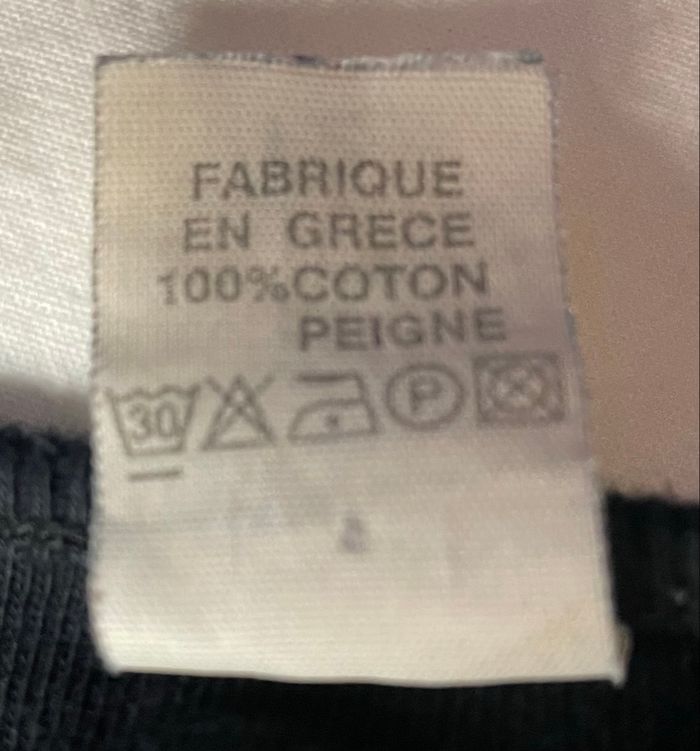 FABRIQUE
EN GRECE
100%COTON
PEIGNE
30 P